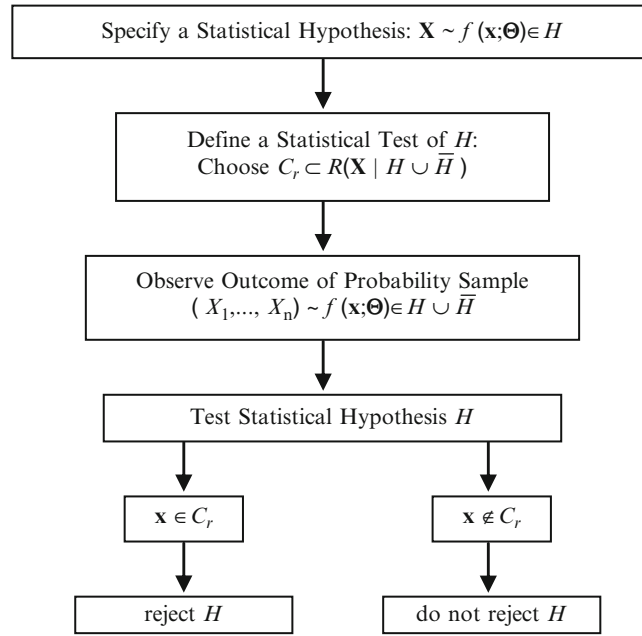 Specify a Statistical Hypothesis: X ~ f (x;Θ)∈ H
Define a Statistical Test of H:
Choose C_r ⊂ R(X | H ∪ H̅ )
Observe Outcome of Probability Sample
( X_1,..., X_n) ~ f (x;Θ)∈ H ∪ H̅
Test Statistical Hypothesis H
x ∈ C_r
x ∉ C_r
reject H
do not reject H